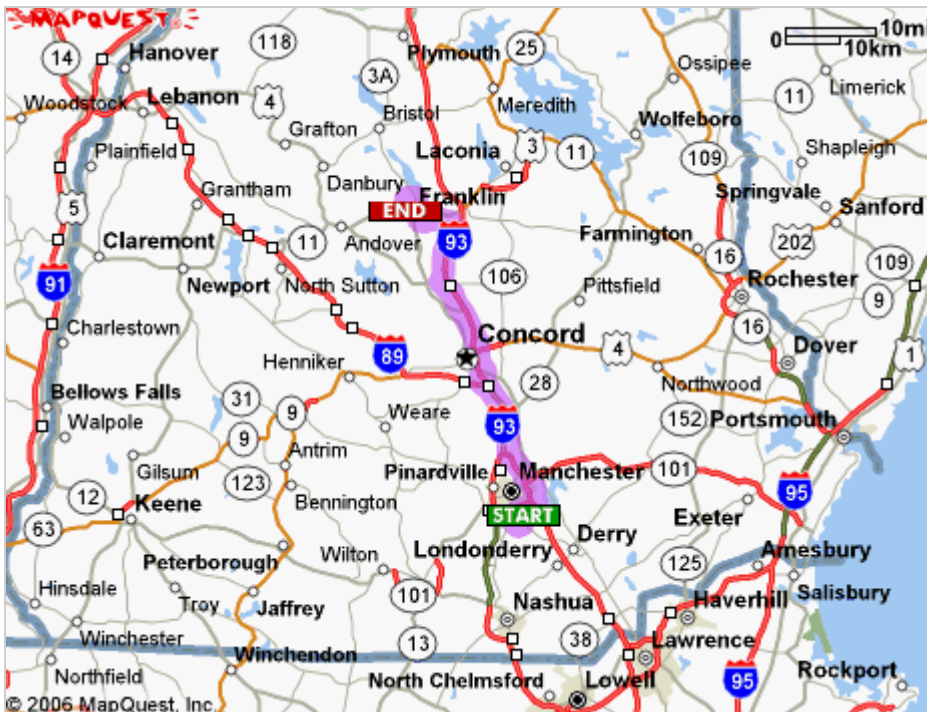 MAPQUEST
Hanover
118
25
0 10mi
10km
14
Plymouth
Ossipee
3A
Limerick
Woodstock
Lebanon
4
Meredith
11
Bristol
Grafton
Wolfeboro
Plainfield
Laconia
3
11
109
Shapleigh
Danbury
Grantham
Franklin
Springvale
5
END
Sanford
Claremont
11
Andover
93
Farmington
202
16
109
106
91
Newport
North Sutton
Pittsfield
Rochester
9
Charlestown
Concord
16
Henniker
89
4
Dover
1
Bellows Falls
31
28
Northwood
Walpole
9
Weare
93
152
Portsmouth
9
Antrim
Gilsum
123
Pinardville
Manchester
101
12
Bennington
95
Keene
START
Exeter
63
Derry
Peterborough
Wilton
Londonderry
125
Amesbury
Hinsdale
Troy
Jaffrey
101
Nashua
Haverhill
Salisbury
Winchester
13
38
Lawrence
Winchendon
Northfield
North Chelmsford
Lowell
95
Rockport
© 2006 MapQuest, Inc.